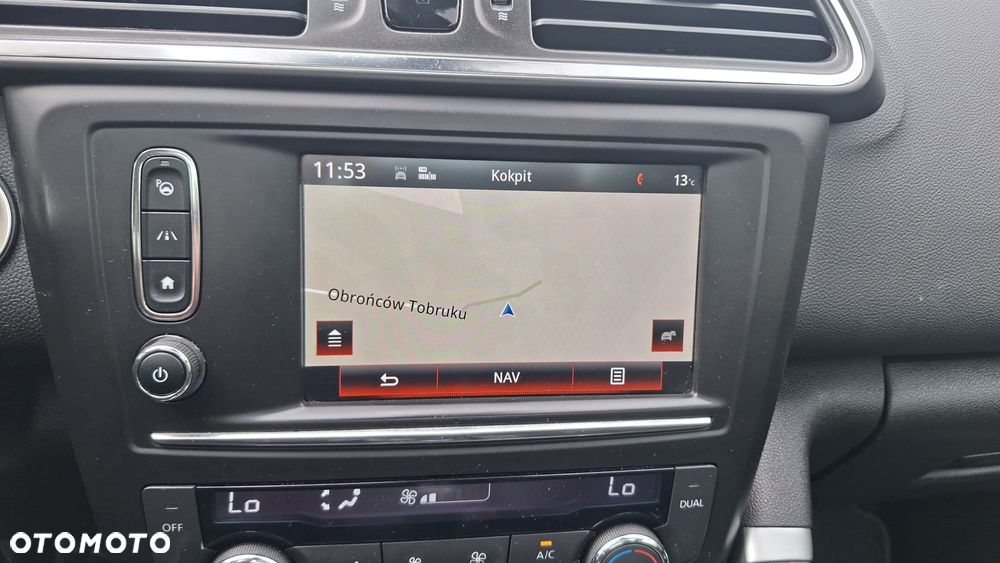 11:53 Kokpit 13°c
Obrońców Tobruku
NAV
P
Lo Lo
OFF DUAL
A/C
OTOMOTO